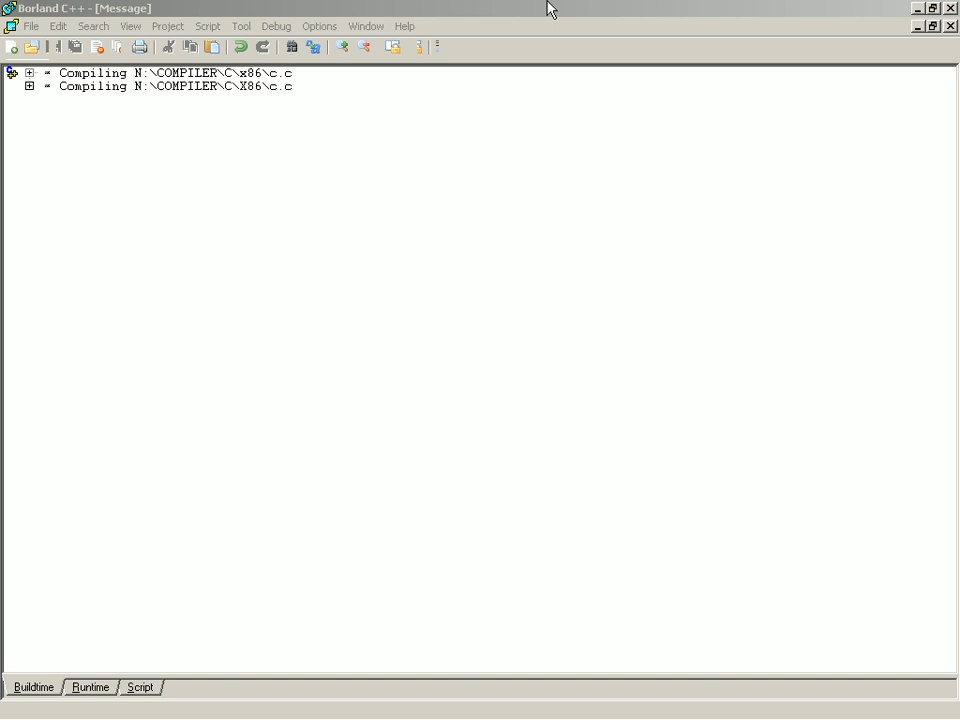 Borland C++ - [Message]
File Edit Search View Project Script Tool Debug Options Window Help
Compiling N:\COMPILER\C\x86\c.c
Compiling N:\COMPILER\C\X86\c.c
Buildtime Runtime Script